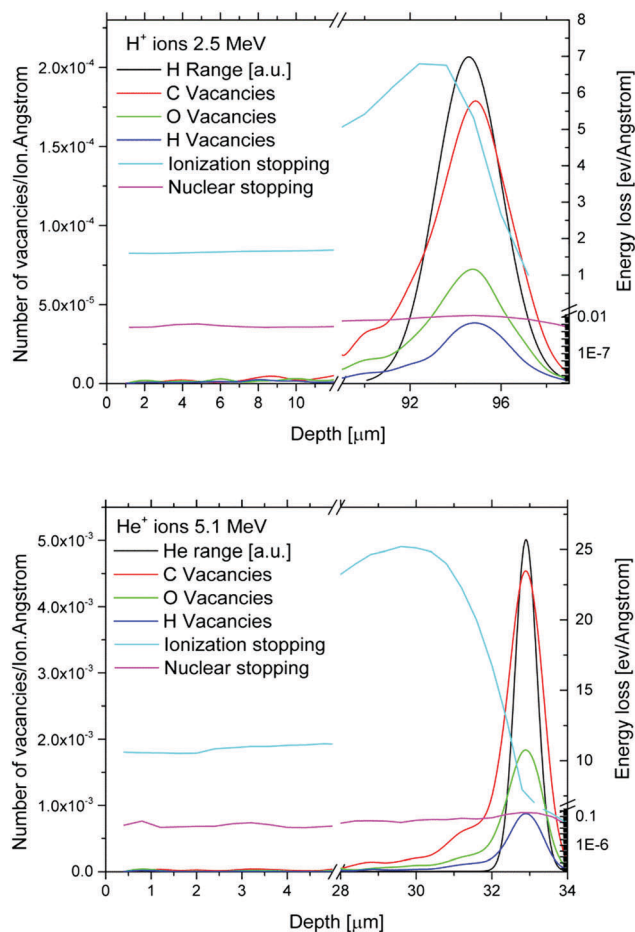 H⁺ ions 2.5 MeV
H Range [a.u.]
C Vacancies
O Vacancies
H Vacancies
Ionization stopping
Nuclear stopping
Number of vacancies/Ion.Angstrom
2.0x10⁻⁴
1.5x10⁻⁴
1.0x10⁻⁴
5.0x10⁻⁵
0.0
8
7
6
5
4
3
2
1
0.01
1E-7
Energy loss [ev/Angstrom]
2 4 6 8 10 92 96
Depth [μm]
He⁺ ions 5.1 MeV
He range [a.u.]
C Vacancies
O Vacancies
H Vacancies
Ionization stopping
Nuclear stopping
Number of vacancies/Ion.Angstrom
5.0x10⁻³
4.0x10⁻³
3.0x10⁻³
2.0x10⁻³
1.0x10⁻³
0.0
25
20
15
10
0.1
1E-6
Energy loss [ev/Angstrom]
0 1 2 3 4 28 30 32 34
Depth [μm]